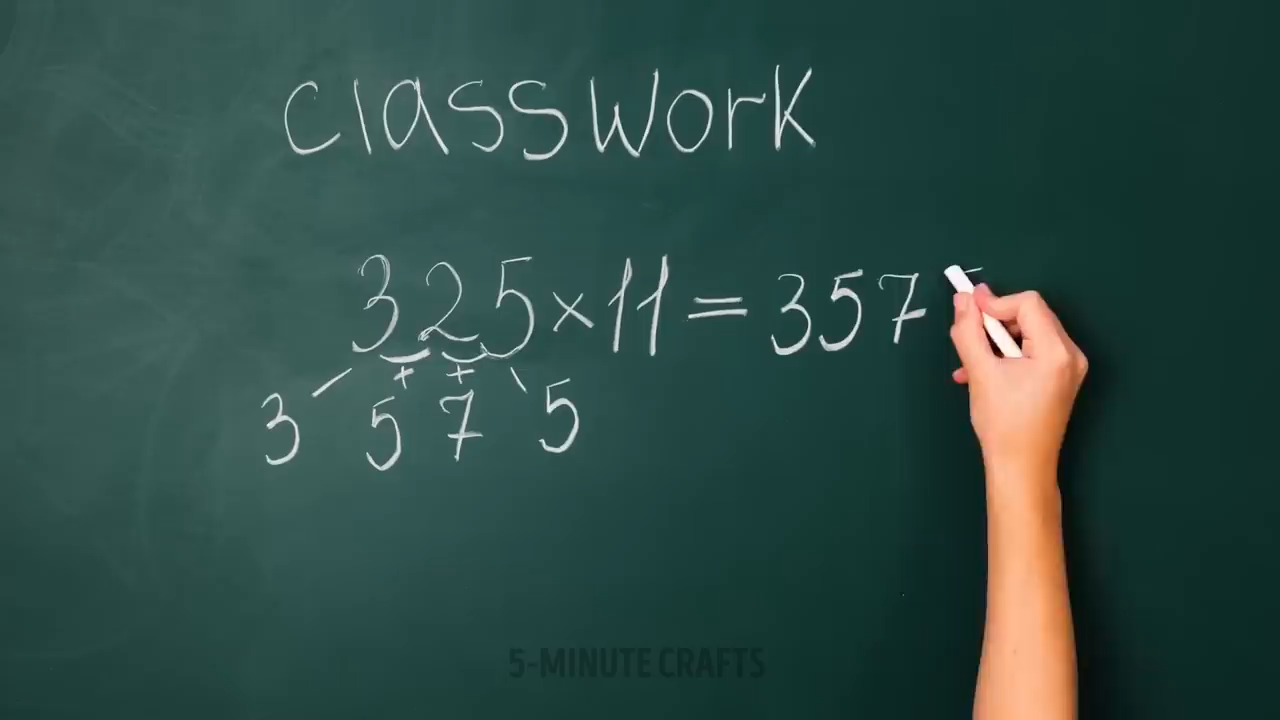 classwork
325×11=357
+ +
3 5 7 5
5-MINUTE CRAFTS